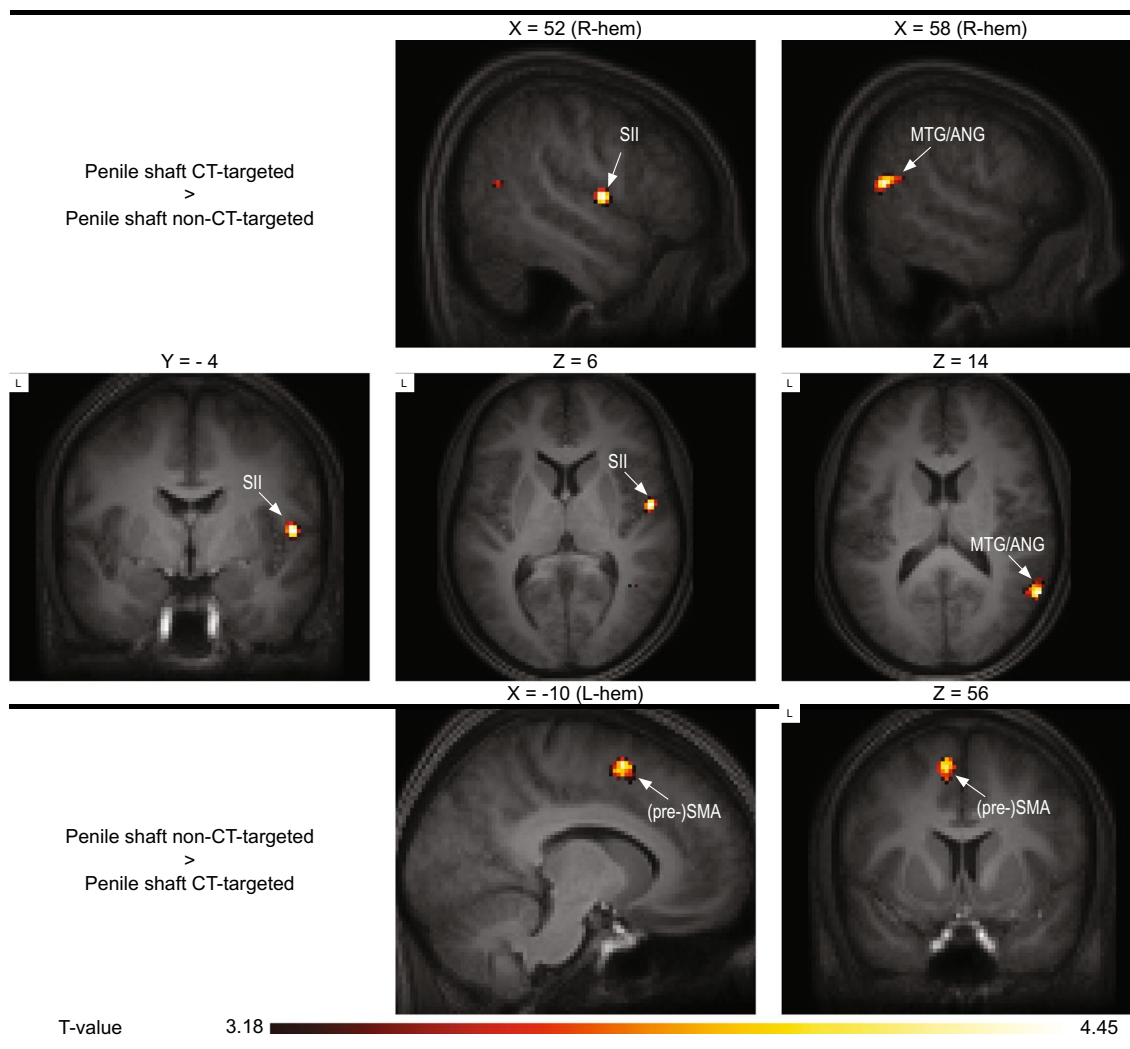 X = 52 (R-hem)
X = 58 (R-hem)
SII
MTG/ANG
Penile shaft CT-targeted
>
Penile shaft non-CT-targeted
Y = - 4
Z = 6
Z = 14
L
L
L
SII
SII
MTG/ANG
X = -10 (L-hem)
Z = 56
L
(pre-)SMA
(pre-)SMA
Penile shaft non-CT-targeted
>
Penile shaft CT-targeted
T-value
3.18
4.45